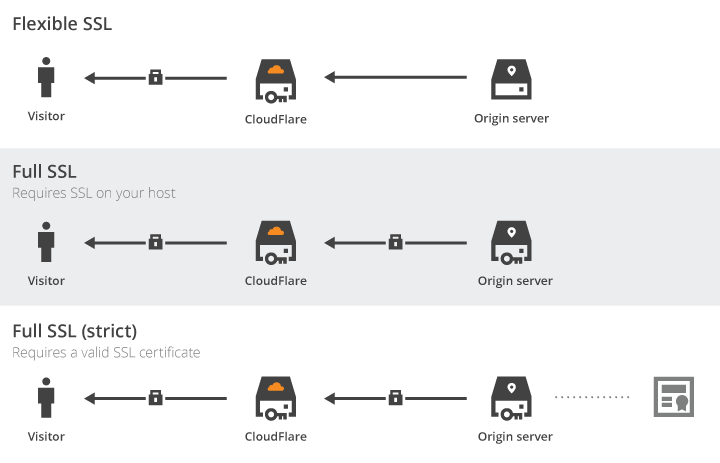 Flexible SSL
Visitor
CloudFlare
Origin server
Full SSL
Requires SSL on your host
Visitor
CloudFlare
Origin server
Full SSL (strict)
Requires a valid SSL certificate
Visitor
CloudFlare
Origin server